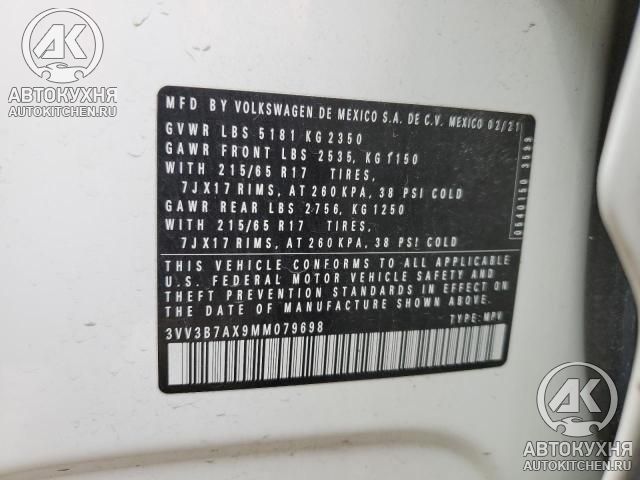 AK
АВТОКУХНЯ
AUTOKITCHEN.RU
MFD BY VOLKSWAGEN DE MEXICO S.A. DE C.V. MEXICO 02/21
GVWR LBS 5181 KG 2350
GAWR FRONT LBS 2535, KG 1150
WITH 215/65 R17 TIRES,
7JX17 RIMS, AT 260 KPA, 38 PSI COLD
GAWR REAR LBS 2756, KG 1250
WITH 215/65 R17 TIRES,
7JX17 RIMS, AT 260 KPA, 38 PSI COLD
THIS VEHICLE CONFORMS TO ALL APPLICABLE
U.S. FEDERAL MOTOR VEHICLE SAFETY AND
THEFT PREVENTION STANDARDS IN EFFECT ON
THE DATE OF MANUFACTURE SHOWN ABOVE.
3VV3B7AX9MM079698 TYPE: MPV
0640150 3599
AK
АВТОКУХНЯ
AUTOKITCHEN.RU